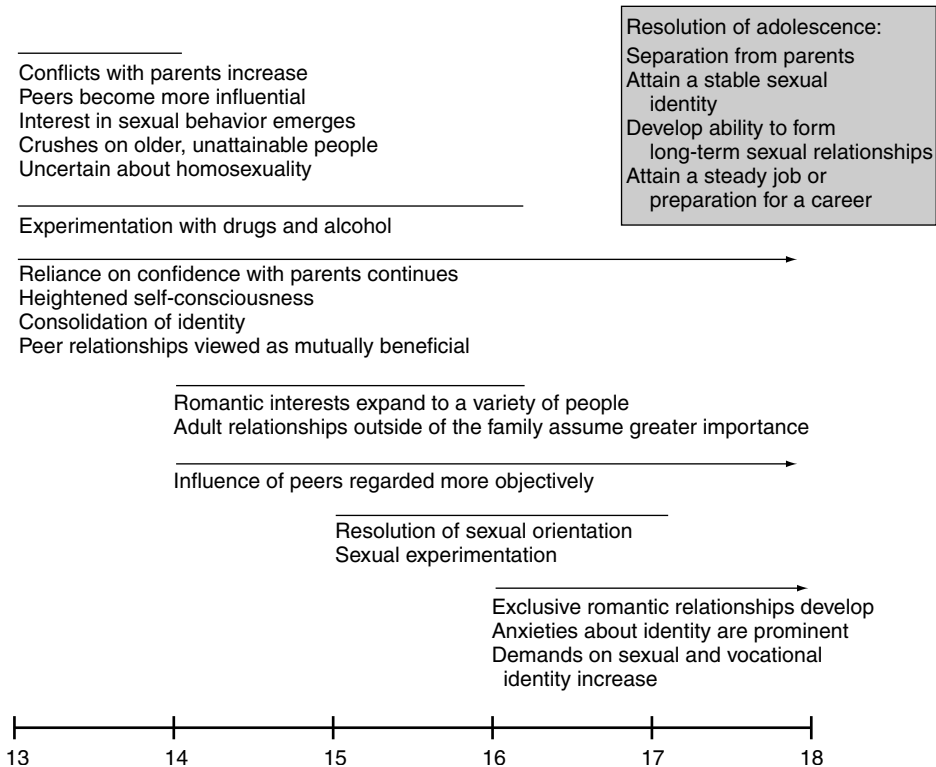 Conflicts with parents increase
Peers become more influential
Interest in sexual behavior emerges
Crushes on older, unattainable people
Uncertain about homosexuality
Resolution of adolescence:
Separation from parents
Attain a stable sexual
identity
Develop ability to form
long-term sexual relationships
Attain a steady job or
preparation for a career
Experimentation with drugs and alcohol
Reliance on confidence with parents continues
Heightened self-consciousness
Consolidation of identity
Peer relationships viewed as mutually beneficial
Romantic interests expand to a variety of people
Adult relationships outside of the family assume greater importance
Influence of peers regarded more objectively
Resolution of sexual orientation
Sexual experimentation
Exclusive romantic relationships develop
Anxieties about identity are prominent
Demands on sexual and vocational
identity increase
13 14 15 16 17 18